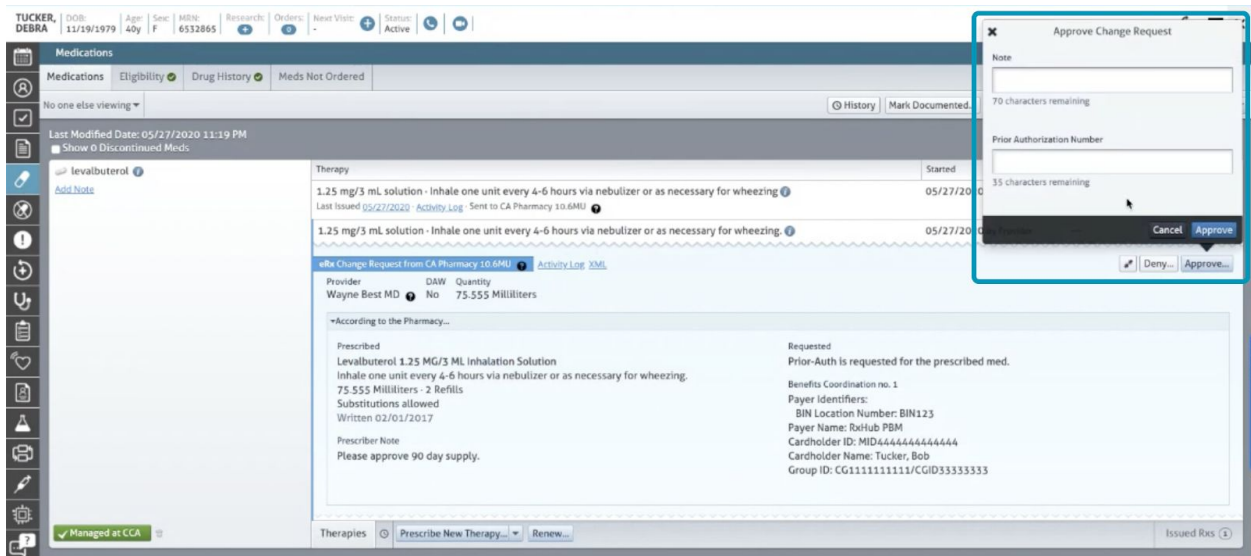 TUCKER, DEBRA
DOB: 11/19/1979
Age: 40y
Sex: F
MRN: 6532865
Research:
Orders: 0
Next Visit: -
Status: Active
Medications
Medications Eligibility Drug History Meds Not Ordered
No one else viewing
History Mark Documented...
Last Modified Date: 05/27/2020 11:19 PM
Show 0 Discontinued Meds
levalbuterol
Add Note
Therapy Started
1.25 mg/3 mL solution · Inhale one unit every 4-6 hours via nebulizer or as necessary for wheezing 05/27/20
Last Issued 05/27/2020 · Activity Log · Sent to CA Pharmacy 10.6MU
1.25 mg/3 mL solution · Inhale one unit every 4-6 hours via nebulizer or as necessary for wheezing. 05/27/20
eRx Change Request from CA Pharmacy 10.6MU Activity Log XML
Deny... Approve...
Provider DAW Quantity
Wayne Best MD No 75.555 Milliliters
According to the Pharmacy...
Prescribed
Levalbuterol 1.25 MG/3 ML Inhalation Solution
Inhale one unit every 4-6 hours via nebulizer or as necessary for wheezing.
75.555 Milliliters · 2 Refills
Substitutions allowed
Written 02/01/2017
Prescriber Note
Please approve 90 day supply.
Requested
Prior-Auth is requested for the prescribed med.
Benefits Coordination no. 1
Payer Identifiers:
BIN Location Number: BIN123
Payer Name: RxHub PBM
Cardholder ID: MID4444444444444
Cardholder Name: Tucker, Bob
Group ID: CG1111111111/CGID33333333
Managed at CCA
Therapies Prescribe New Therapy... Renew... Issued Rxs 1
Approve Change Request
Note
70 characters remaining
Prior Authorization Number
35 characters remaining
Cancel Approve